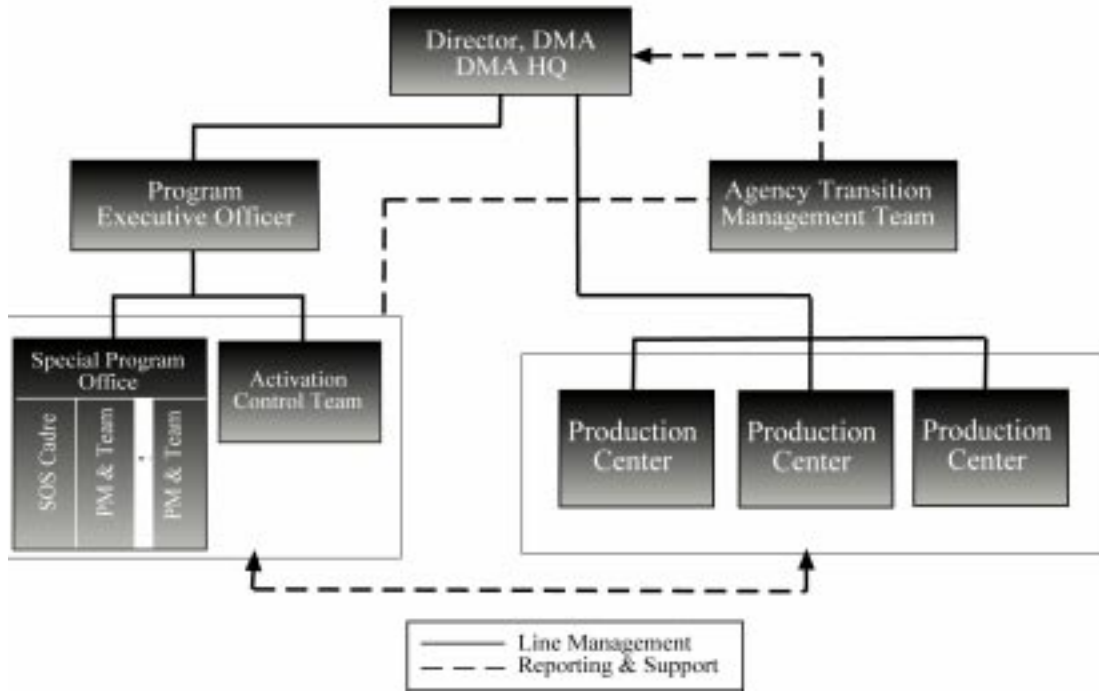 Director, DMA
DMA HQ
Program
Executive Officer
Agency Transition
Management Team
Special Program
Office
SOS Cadre
PM & Team
PM & Team
Activation
Control Team
Production
Center
Production
Center
Production
Center
Line Management
Reporting & Support